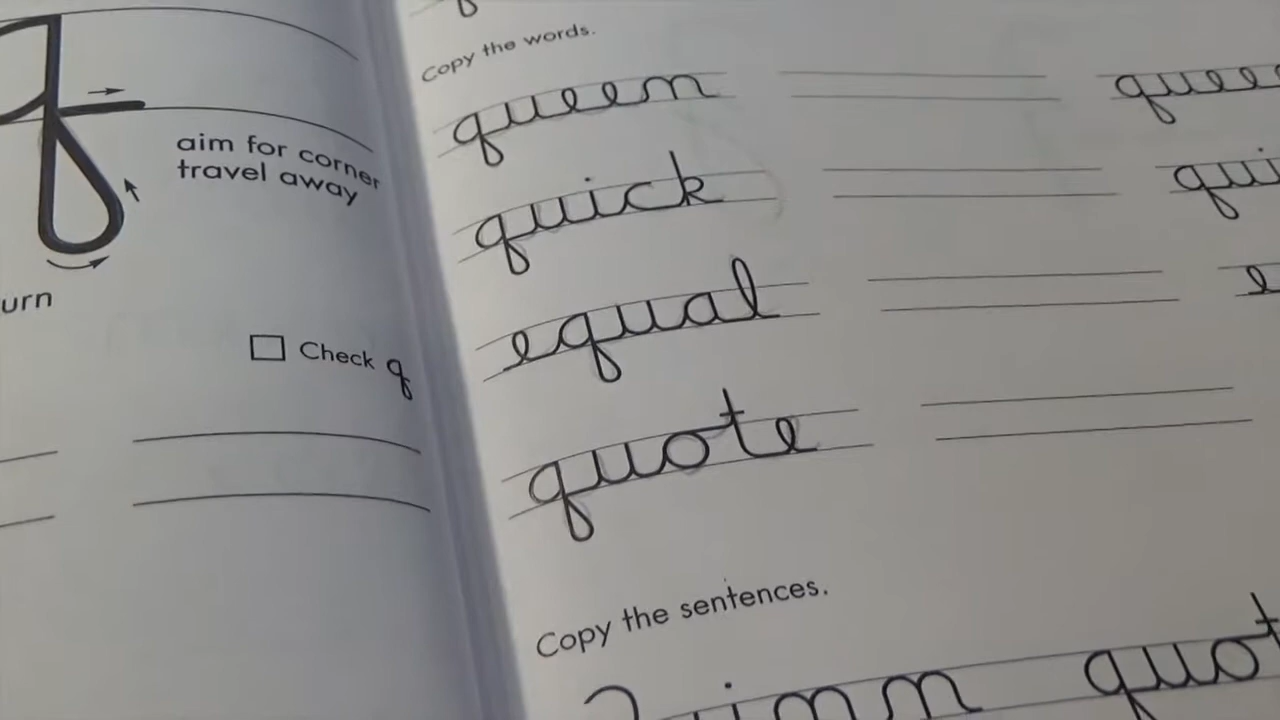 aim for corner
travel away
urn
Check q
Copy the words.
queen
quick
equal
quote
Copy the sentences.